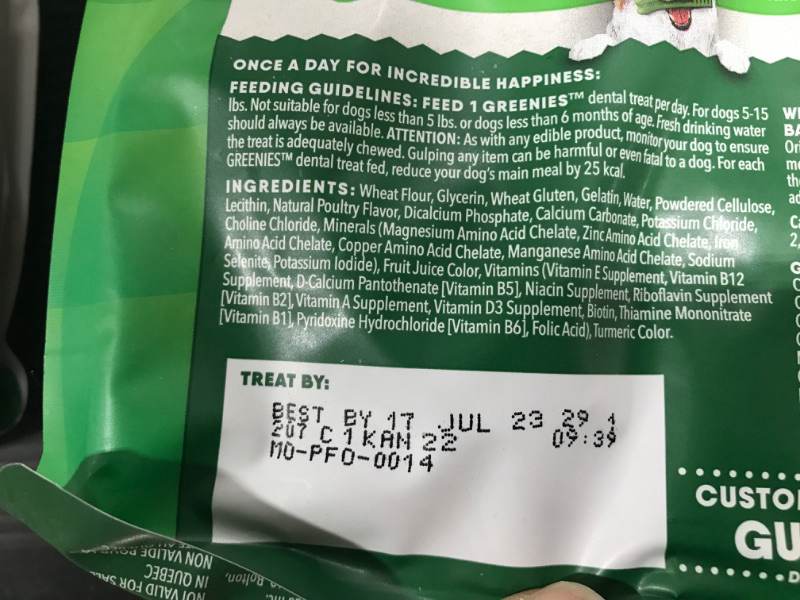 ONCE A DAY FOR INCREDIBLE HAPPINESS:
FEEDING GUIDELINES: FEED 1 GREENIES™ dental treat per day. For dogs 5-15
lbs. Not suitable for dogs less than 5 lbs. or dogs less than 6 months of age. Fresh drinking water
should always be available. ATTENTION: As with any edible product, monitor your dog to ensure
the treat is adequately chewed. Gulping any item can be harmful or even fatal to a dog. For each
GREENIES™ dental treat fed, reduce your dog's main meal by 25 kcal.
INGREDIENTS: Wheat Flour, Glycerin, Wheat Gluten, Gelatin, Water, Powdered Cellulose,
Lecithin, Natural Poultry Flavor, Dicalcium Phosphate, Calcium Carbonate, Potassium Chloride,
Choline Chloride, Minerals (Magnesium Amino Acid Chelate, Zinc Amino Acid Chelate, Iron
Amino Acid Chelate, Copper Amino Acid Chelate, Manganese Amino Acid Chelate, Sodium
Selenite, Potassium Iodide), Fruit Juice Color, Vitamins (Vitamin E Supplement, Vitamin B12
Supplement, D-Calcium Pantothenate [Vitamin B5], Niacin Supplement, Riboflavin Supplement
[Vitamin B2], Vitamin A Supplement, Vitamin D3 Supplement, Biotin, Thiamine Mononitrate
[Vitamin B1], Pyridoxine Hydrochloride [Vitamin B6], Folic Acid), Turmeric Color.
TREAT BY:
BEST BY 17 JUL 23 29 1
207 C 1 KAN 22 09:39
MO-PFO-0014
CUSTO
GU
NOT VALID FOR
IN QUEBEC
NON VALIDE
Bolton,